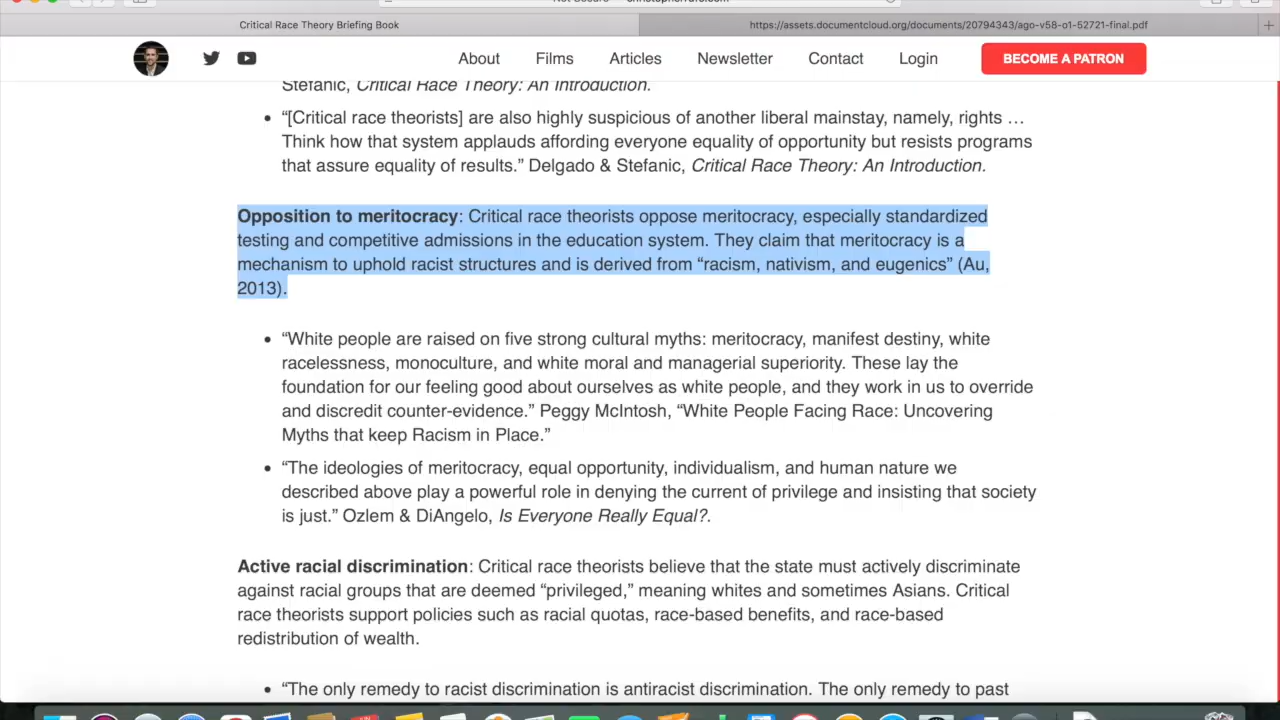 Critical Race Theory Briefing Book
https://assets.documentcloud.org/documents/20794343/ago-v58-o1-52721-final.pdf
About Films Articles Newsletter Contact Login BECOME A PATRON
Stefanic, Critical Race Theory: An Introduction.
• “[Critical race theorists] are also highly suspicious of another liberal mainstay, namely, rights …
Think how that system applauds affording everyone equality of opportunity but resists programs
that assure equality of results.” Delgado & Stefanic, Critical Race Theory: An Introduction.
Opposition to meritocracy: Critical race theorists oppose meritocracy, especially standardized
testing and competitive admissions in the education system. They claim that meritocracy is a
mechanism to uphold racist structures and is derived from “racism, nativism, and eugenics” (Au,
2013).
• “White people are raised on five strong cultural myths: meritocracy, manifest destiny, white
racelessness, monoculture, and white moral and managerial superiority. These lay the
foundation for our feeling good about ourselves as white people, and they work in us to override
and discredit counter-evidence.” Peggy McIntosh, “White People Facing Race: Uncovering
Myths that keep Racism in Place.”
• “The ideologies of meritocracy, equal opportunity, individualism, and human nature we
described above play a powerful role in denying the current of privilege and insisting that society
is just.” Ozlem & DiAngelo, Is Everyone Really Equal?.
Active racial discrimination: Critical race theorists believe that the state must actively discriminate
against racial groups that are deemed “privileged,” meaning whites and sometimes Asians. Critical
race theorists support policies such as racial quotas, race-based benefits, and race-based
redistribution of wealth.
• “The only remedy to racist discrimination is antiracist discrimination. The only remedy to past